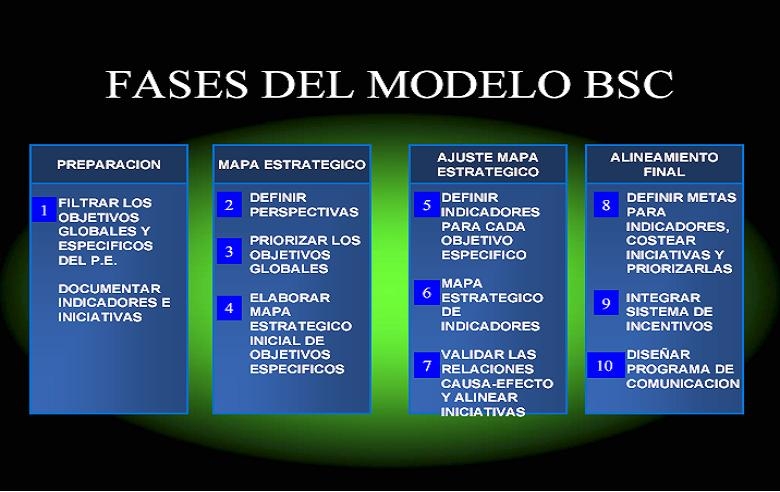 FASES DEL MODELO BSC
PREPARACION
1
FILTRAR LOS
OBJETIVOS
GLOBALES Y
ESPECIFICOS
DEL P.E.
DOCUMENTAR
INDICADORES E
INICIATIVAS
MAPA ESTRATEGICO
2
DEFINIR
PERSPECTIVAS
3
PRIORIZAR LOS
OBJETIVOS
GLOBALES
4
ELABORAR
MAPA
ESTRATEGICO
INICIAL DE
OBJETIVOS
ESPECIFICOS
AJUSTE MAPA
ESTRATEGICO
5
DEFINIR
INDICADORES
PARA CADA
OBJETIVO
ESPECIFICO
6
MAPA
ESTRATEGICO
DE
INDICADORES
7
VALIDAR LAS
RELACIONES
CAUSA-EFECTO
Y ALINEAR
INICIATIVAS
ALINEAMIENTO
FINAL
8
DEFINIR METAS
PARA
INDICADORES,
COSTEAR
INICIATIVAS Y
PRIORIZARLAS
9
INTEGRAR
SISTEMA DE
INCENTIVOS
10
DISEÑAR
PROGRAMA DE
COMUNICACION